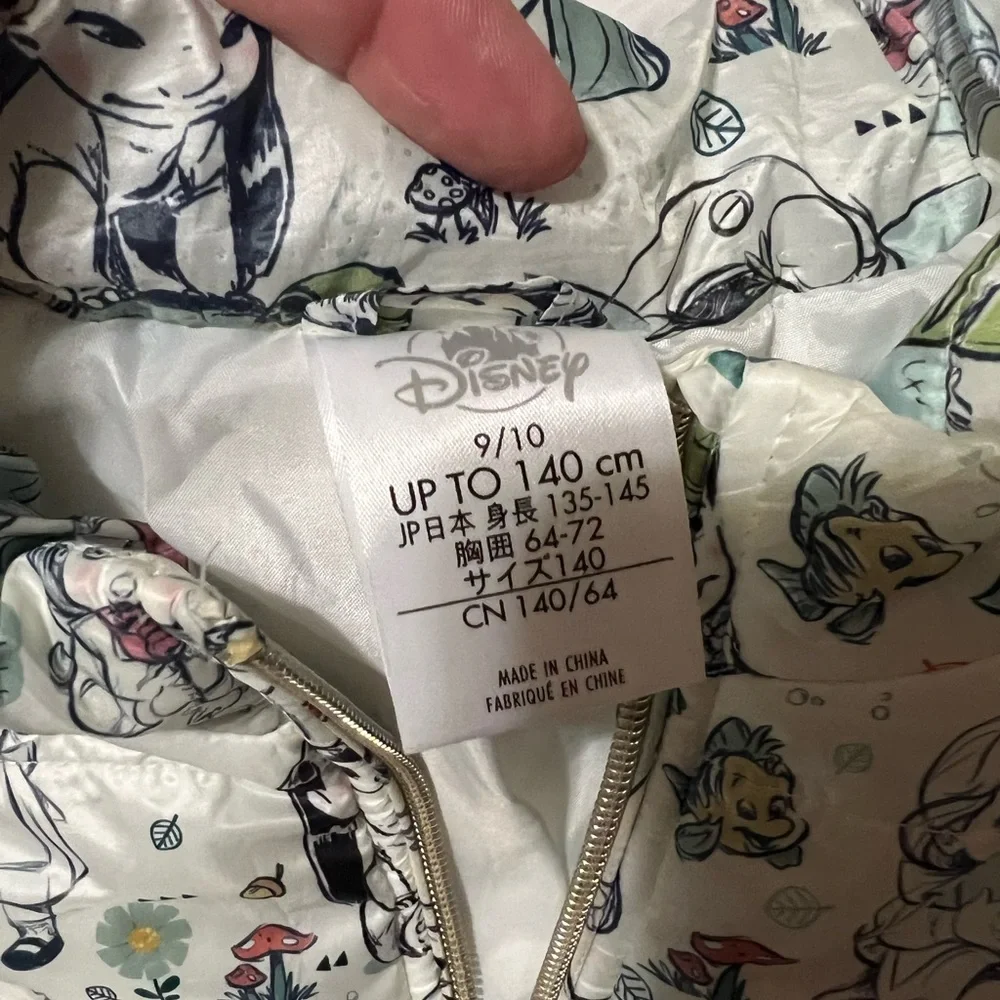 Disney
9/10
UP TO 140 cm
JP日本 身長 135-145
胸囲 64-72
サイズ140
CN 140/64
MADE IN CHINA
FABRIQUÉ EN CHINE